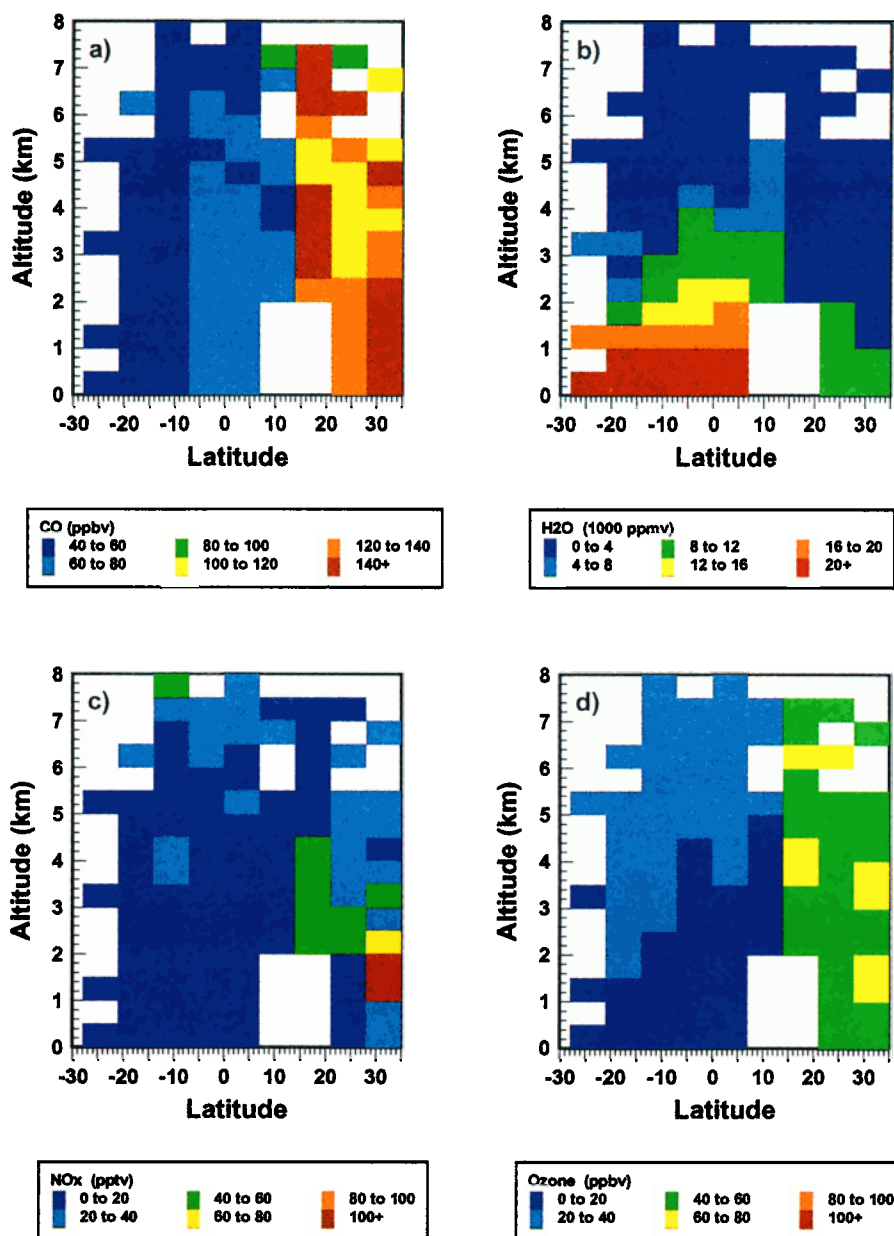 a)
8
7
6
5
4
3
2
1
0
Altitude (km)
-30 -20 -10 0 10 20 30
Latitude
CO (ppbv)
40 to 60 80 to 100 120 to 140
60 to 80 100 to 120 140+
b)
8
7
6
5
4
3
2
1
0
Altitude (km)
-30 -20 -10 0 10 20 30
Latitude
H2O (1000 ppmv)
0 to 4 8 to 12 16 to 20
4 to 8 12 to 16 20+
c)
8
7
6
5
4
3
2
1
0
Altitude (km)
-30 -20 -10 0 10 20 30
Latitude
NOx (pptv)
0 to 20 40 to 60 80 to 100
20 to 40 60 to 80 100+
d)
8
7
6
5
4
3
2
1
0
Altitude (km)
-30 -20 -10 0 10 20 30
Latitude
Ozone (ppbv)
0 to 20 40 to 60 80 to 100
20 to 40 60 to 80 100+